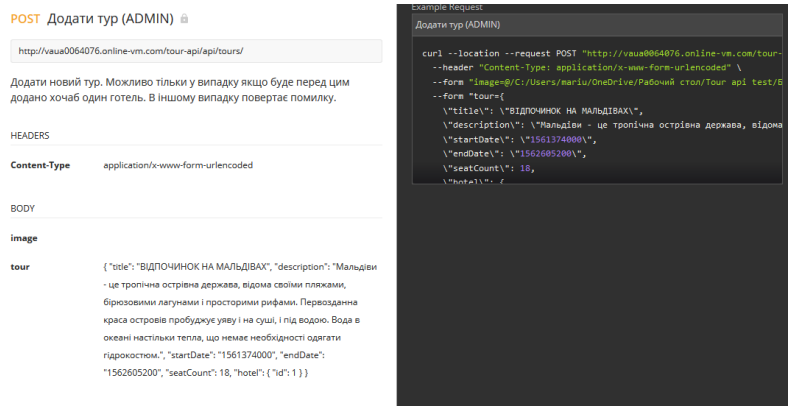 POST Додати тур (ADMIN)
http://vaua0064076.online-vm.com/tour-api/api/tours/
Додати новий тур. Можливо тільки у випадку якщо буде перед цим
додано хочаб один готель. В іншому випадку повертає помилку.
HEADERS
Content-Type application/x-www-form-urlencoded
BODY
image
tour { "title": "ВІДПОЧИНОК НА МАЛЬДІВАХ", "description": "Мальдіви
- це тропічна острівна держава, відома своїми пляжами,
бірюзовими лагунами і просторими рифами. Первозданна
краса островів пробуджує уяву і на суші, і під водою. Вода в
океані настільки тепла, що немає необхідності одягати
гідрокостюм.", "startDate": "1561374000", "endDate":
"1562605200", "seatCount": 18, "hotel": { "id": 1 } }
Example Request
Додати тур (ADMIN)
curl --location --request POST "http://vaua0064076.online-vm.com/tour-
--header "Content-Type: application/x-www-form-urlencoded" \
--form "image=@/C:/Users/mariu/OneDrive/Рабочий стол/Tour api test/Б
--form "tour={
\"title\": \"ВІДПОЧИНОК НА МАЛЬДІВАХ\",
\"description\": \"Мальдіви - це тропічна острівна держава, відома
\"startDate\": \"1561374000\",
\"endDate\": \"1562605200\",
\"seatCount\": 18,
\"hotel\": {